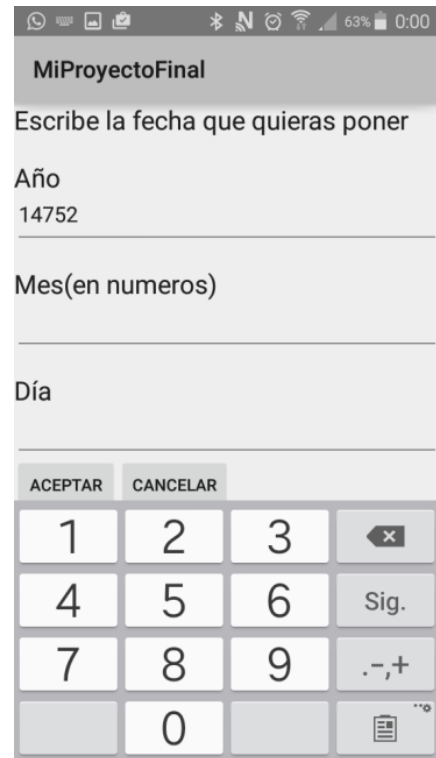 63% 0:00
MiProyectoFinal
Escribe la fecha que quieras poner
Año
14752
Mes(en numeros)
Día
ACEPTAR CANCELAR
1 2 3
4 5 6 Sig.
7 8 9 .-,+
0